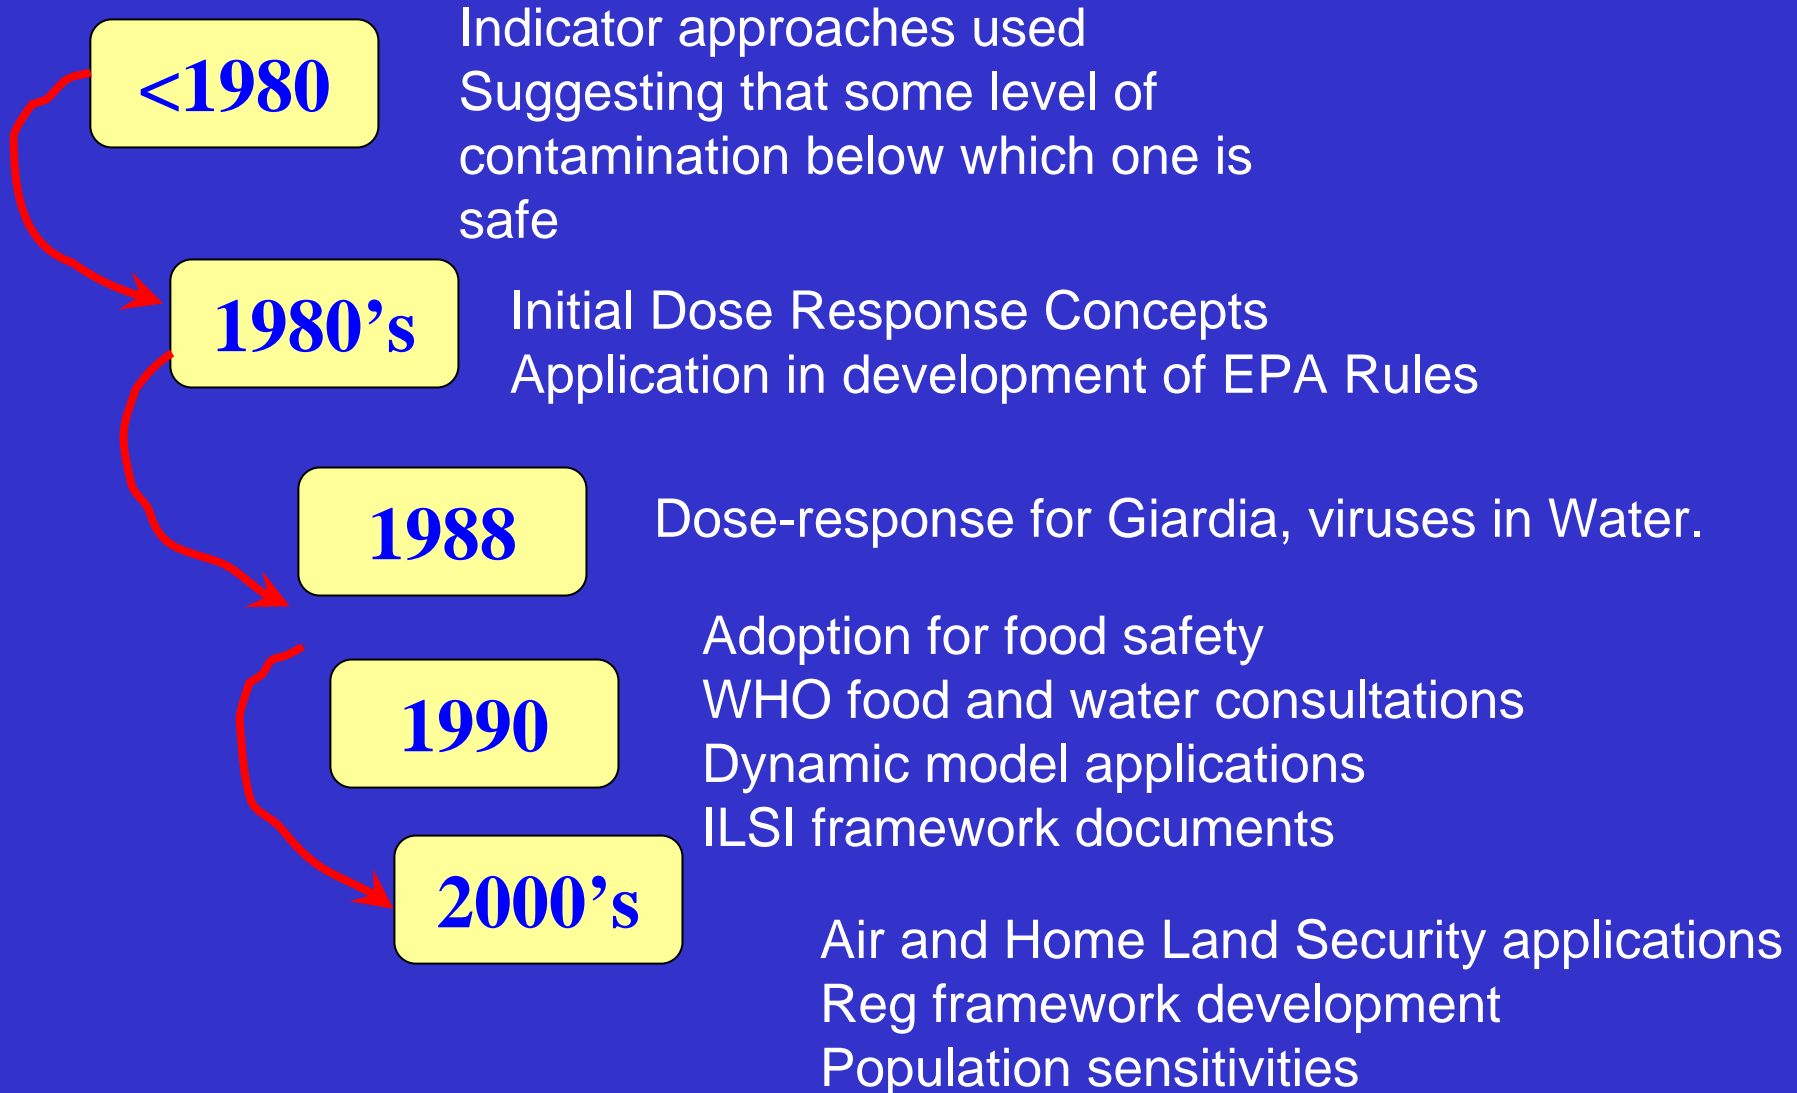 <1980
Indicator approaches used
Suggesting that some level of
contamination below which one is
safe
1980’s
Initial Dose Response Concepts
Application in development of EPA Rules
1988
Dose-response for Giardia, viruses in Water.
1990
Adoption for food safety
WHO food and water consultations
Dynamic model applications
ILSI framework documents
2000’s
Air and Home Land Security applications
Reg framework development
Population sensitivities